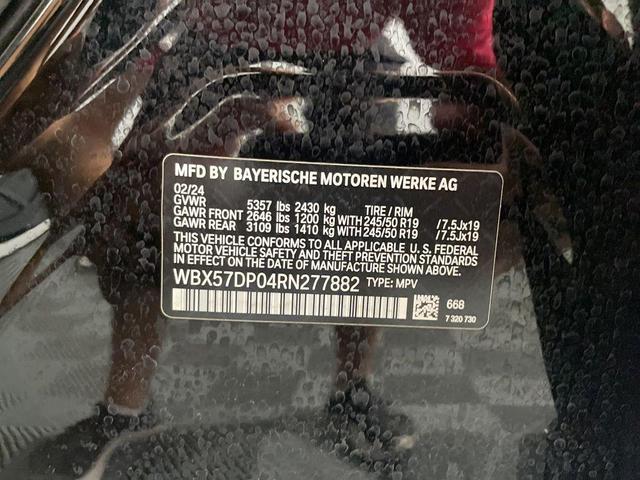 MFD BY BAYERISCHE MOTOREN WERKE AG
02/24
GVWR 5357 lbs 2430 kg TIRE / RIM
GAWR FRONT 2646 lbs 1200 kg WITH 245/50 R19 /7.5Jx19
GAWR REAR 3109 lbs 1410 kg WITH 245/50 R19 /7.5Jx19
THIS VEHICLE CONFORMS TO ALL APPLICABLE U. S. FEDERAL
MOTOR VEHICLE SAFETY AND THEFT PREVENTION STANDARDS
IN EFFECT ON THE DATE OF MANUFACTURE SHOWN ABOVE.
WBX57DP04RN277882 TYPE: MPV
668
7 320 730